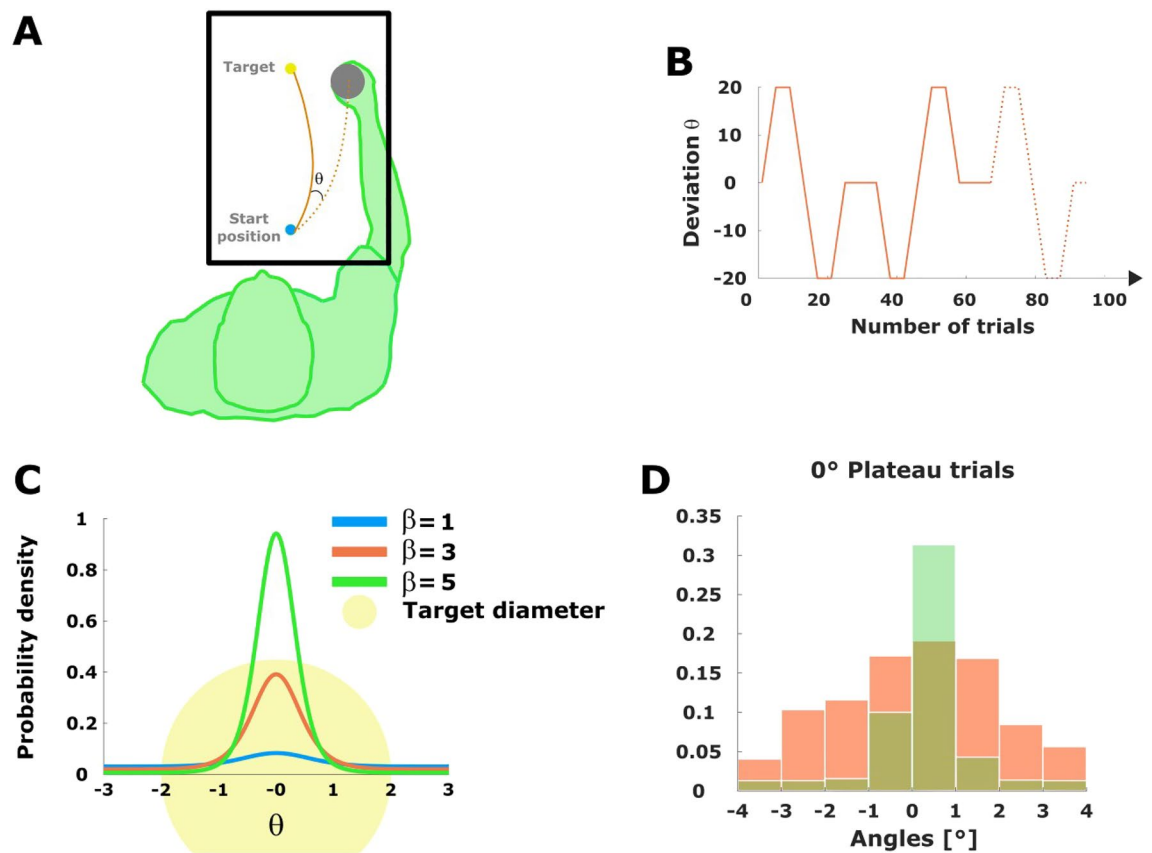 A
Target
θ
Start
position
B
Deviation θ
20
10
0
-10
-20
0
20
40
60
80
100
Number of trials
C
Probability density
1
0.8
0.6
0.4
0.2
0
-3
-2
-1
-0
1
2
3
θ
β= 1
β= 3
β= 5
Target diameter
D
0° Plateau trials
0.35
0.3
0.25
0.2
0.15
0.1
0.05
0
-4
-3
-2
-1
0
1
2
3
4
Angles [°]